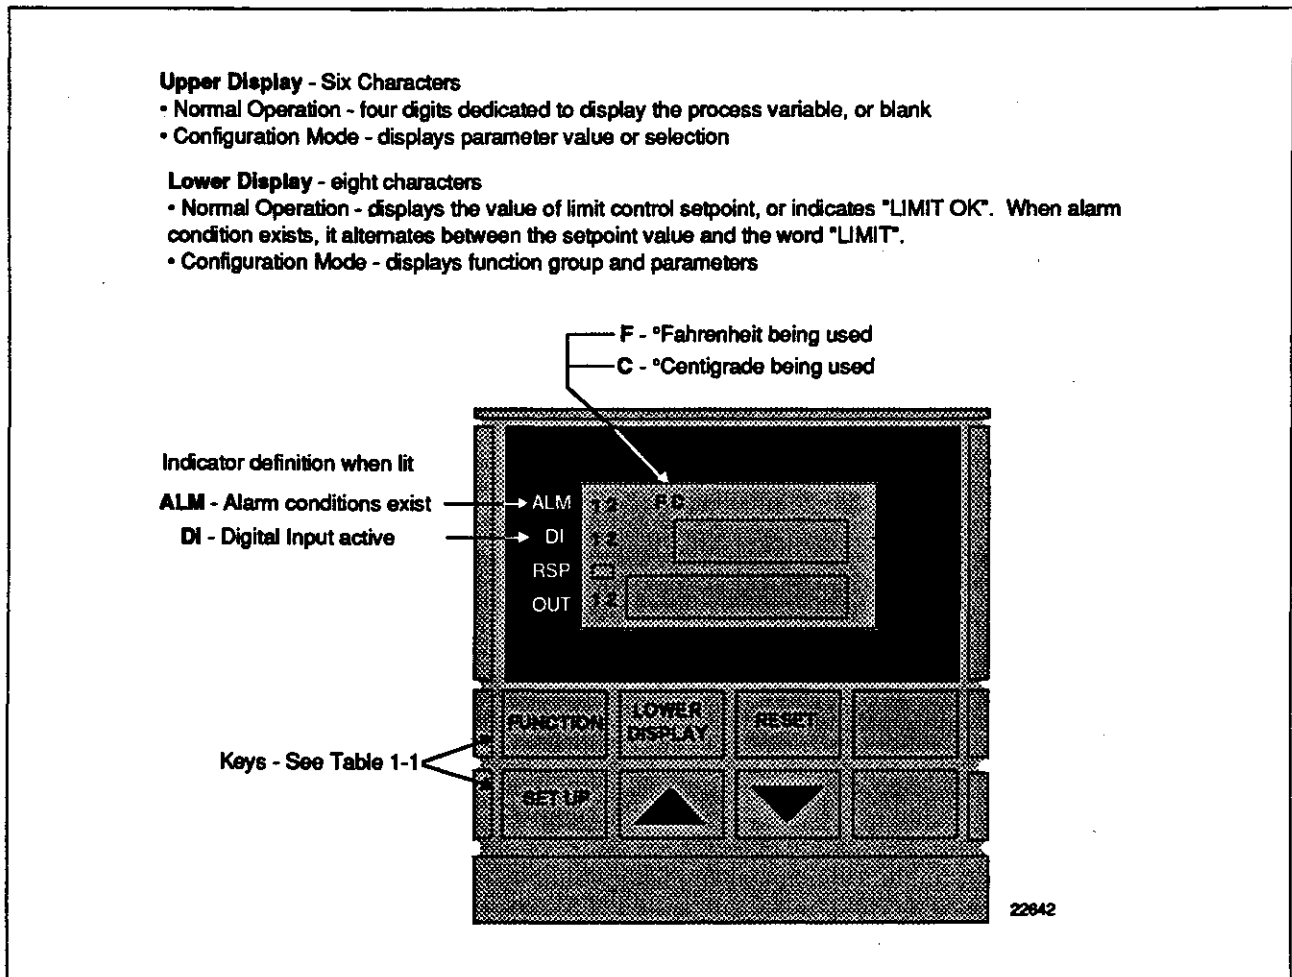 Upper Display - Six Characters
• Normal Operation - four digits dedicated to display the process variable, or blank
• Configuration Mode - displays parameter value or selection
Lower Display - eight characters
• Normal Operation - displays the value of limit control setpoint, or indicates "LIMIT OK". When alarm
condition exists, it alternates between the setpoint value and the word "LIMIT".
• Configuration Mode - displays function group and parameters
F - °Fahrenheit being used
C - °Centigrade being used
Indicator definition when lit
ALM - Alarm conditions exist
DI - Digital Input active
ALM 1 2 F C
DI 1 2
RSP
OUT 1 2
Keys - See Table 1-1
FUNCTION
LOWER
DISPLAY
RESET
SET UP
22642